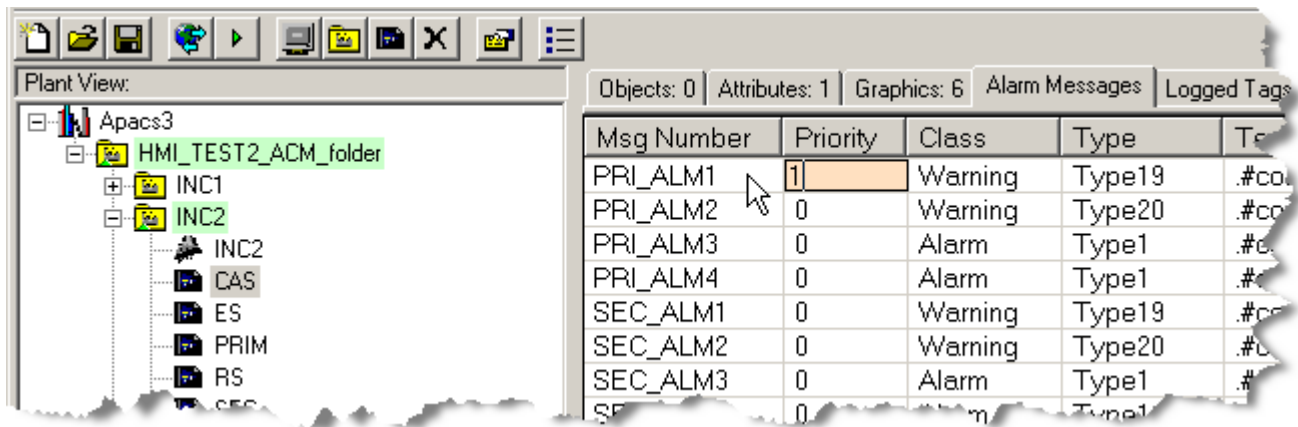 Plant View:
Apacs3
HMI_TEST2_ACM_folder
INC1
INC2
INC2
CAS
ES
PRIM
RS
Objects: 0 Attributes: 1 Graphics: 6 Alarm Messages Logged Tags
Msg Number Priority Class Type
PRI_ALM1 1 Warning Type19
PRI_ALM2 0 Warning Type20
PRI_ALM3 0 Alarm Type1
PRI_ALM4 0 Alarm Type1
SEC_ALM1 0 Warning Type19
SEC_ALM2 0 Warning Type20
SEC_ALM3 0 Alarm Type1